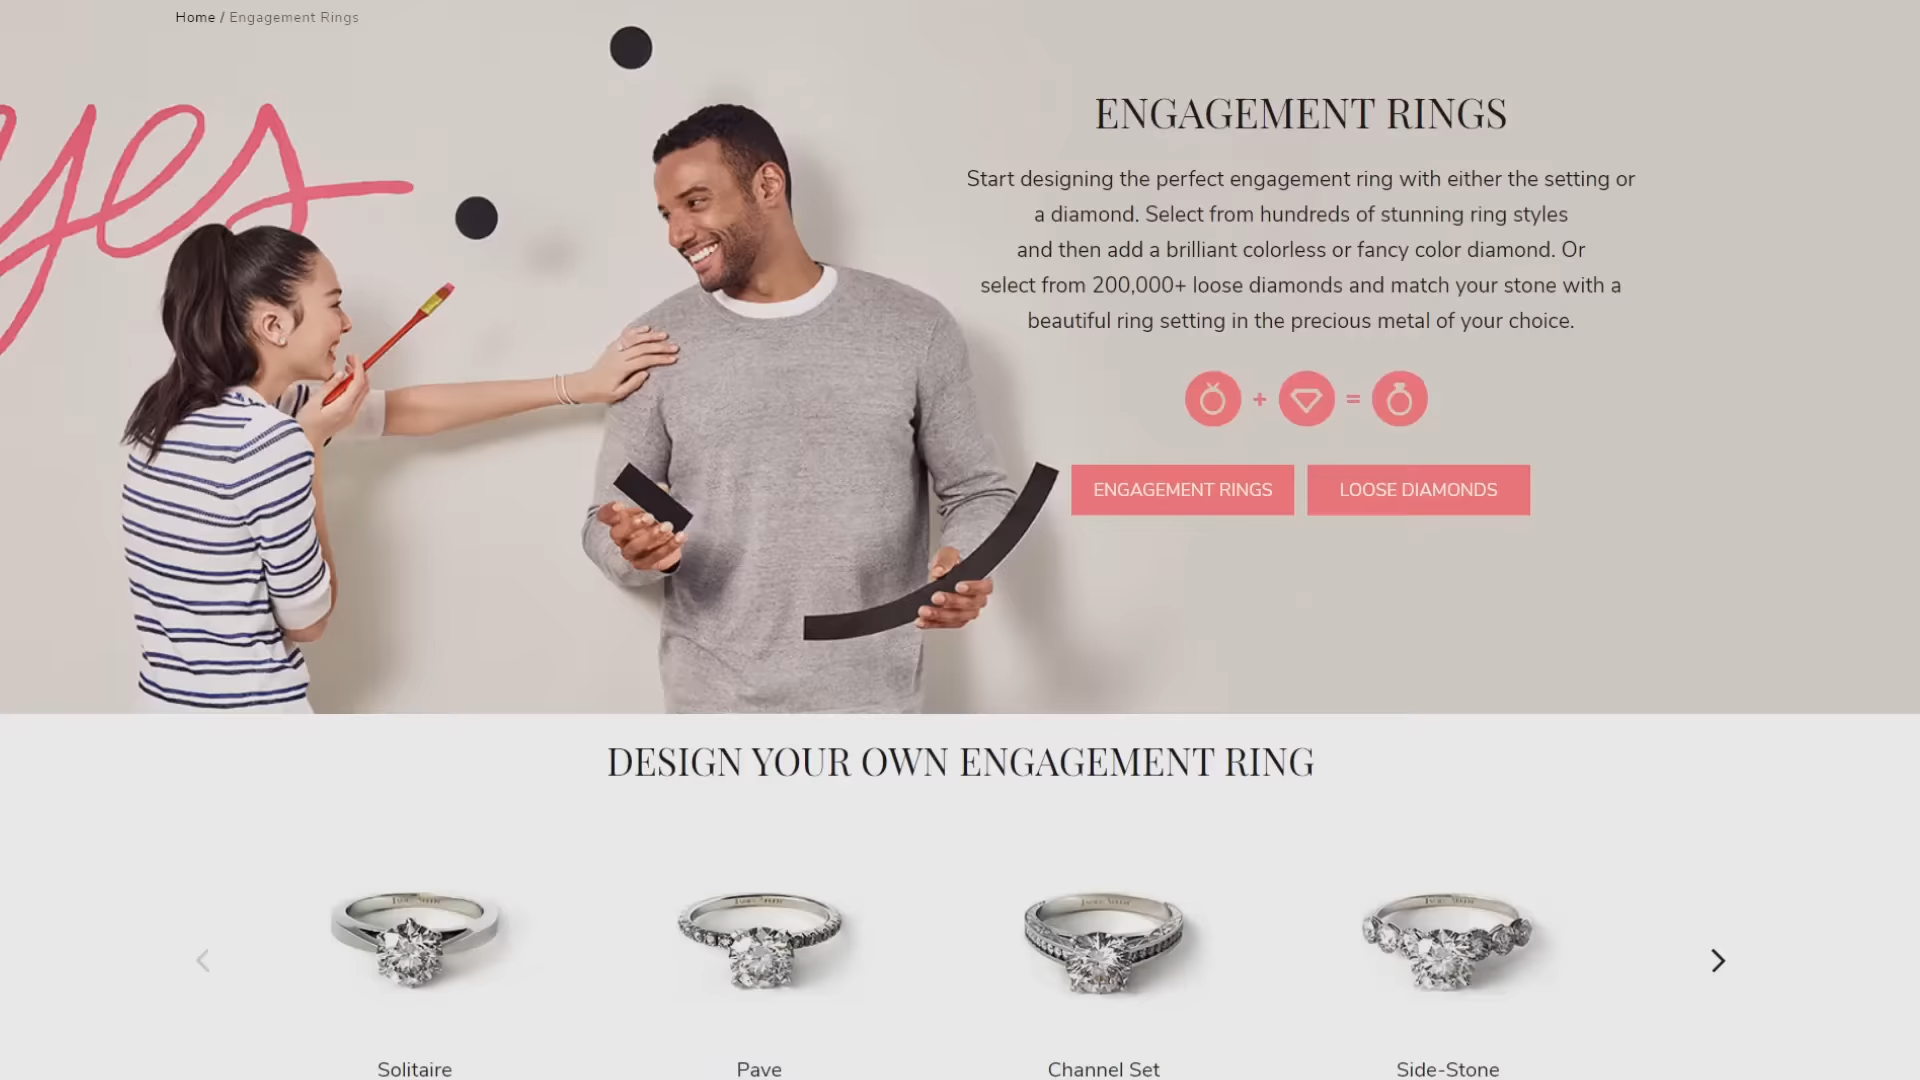 Home / Engagement Rings
yes
ENGAGEMENT RINGS
Start designing the perfect engagement ring with either the setting or
a diamond. Select from hundreds of stunning ring styles
and then add a brilliant colorless or fancy color diamond. Or
select from 200,000+ loose diamonds and match your stone with a
beautiful ring setting in the precious metal of your choice.
+ =
ENGAGEMENT RINGS
LOOSE DIAMONDS
DESIGN YOUR OWN ENGAGEMENT RING
Solitaire
Pave
Channel Set
Side-Stone